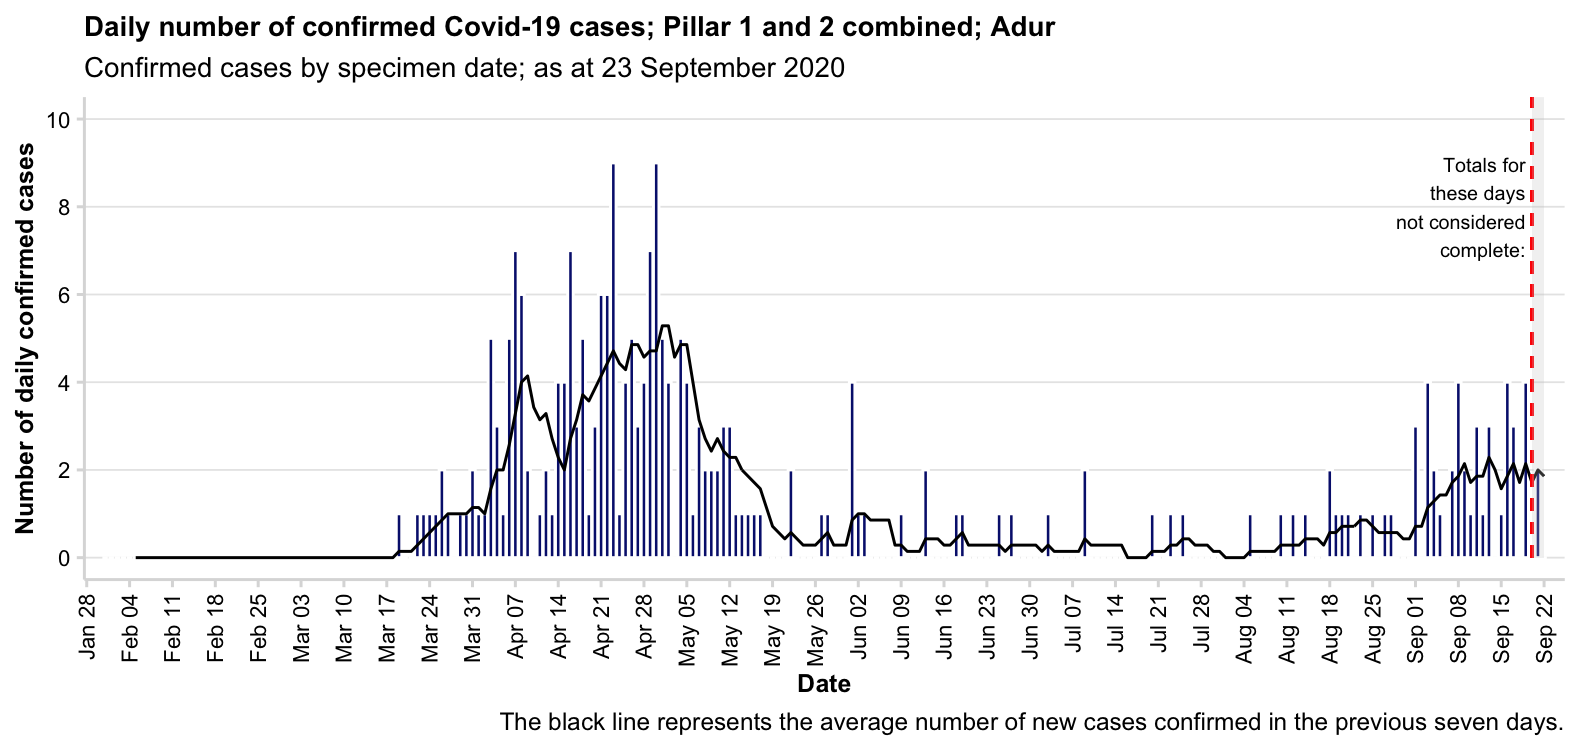 Daily number of confirmed Covid-19 cases; Pillar 1 and 2 combined; Adur
Confirmed cases by specimen date; as at 23 September 2020
Number of daily confirmed cases
10
8
6
4
2
0
Totals for
these days
not considered
complete:
Jan 28
Feb 04
Feb 11
Feb 18
Feb 25
Mar 03
Mar 10
Mar 17
Mar 24
Mar 31
Apr 07
Apr 14
Apr 21
Apr 28
May 05
May 12
May 19
May 26
Jun 02
Jun 09
Jun 16
Jun 23
Jun 30
Jul 07
Jul 14
Jul 21
Jul 28
Aug 04
Aug 11
Aug 18
Aug 25
Sep 01
Sep 08
Sep 15
Sep 22
Date
The black line represents the average number of new cases confirmed in the previous seven days.